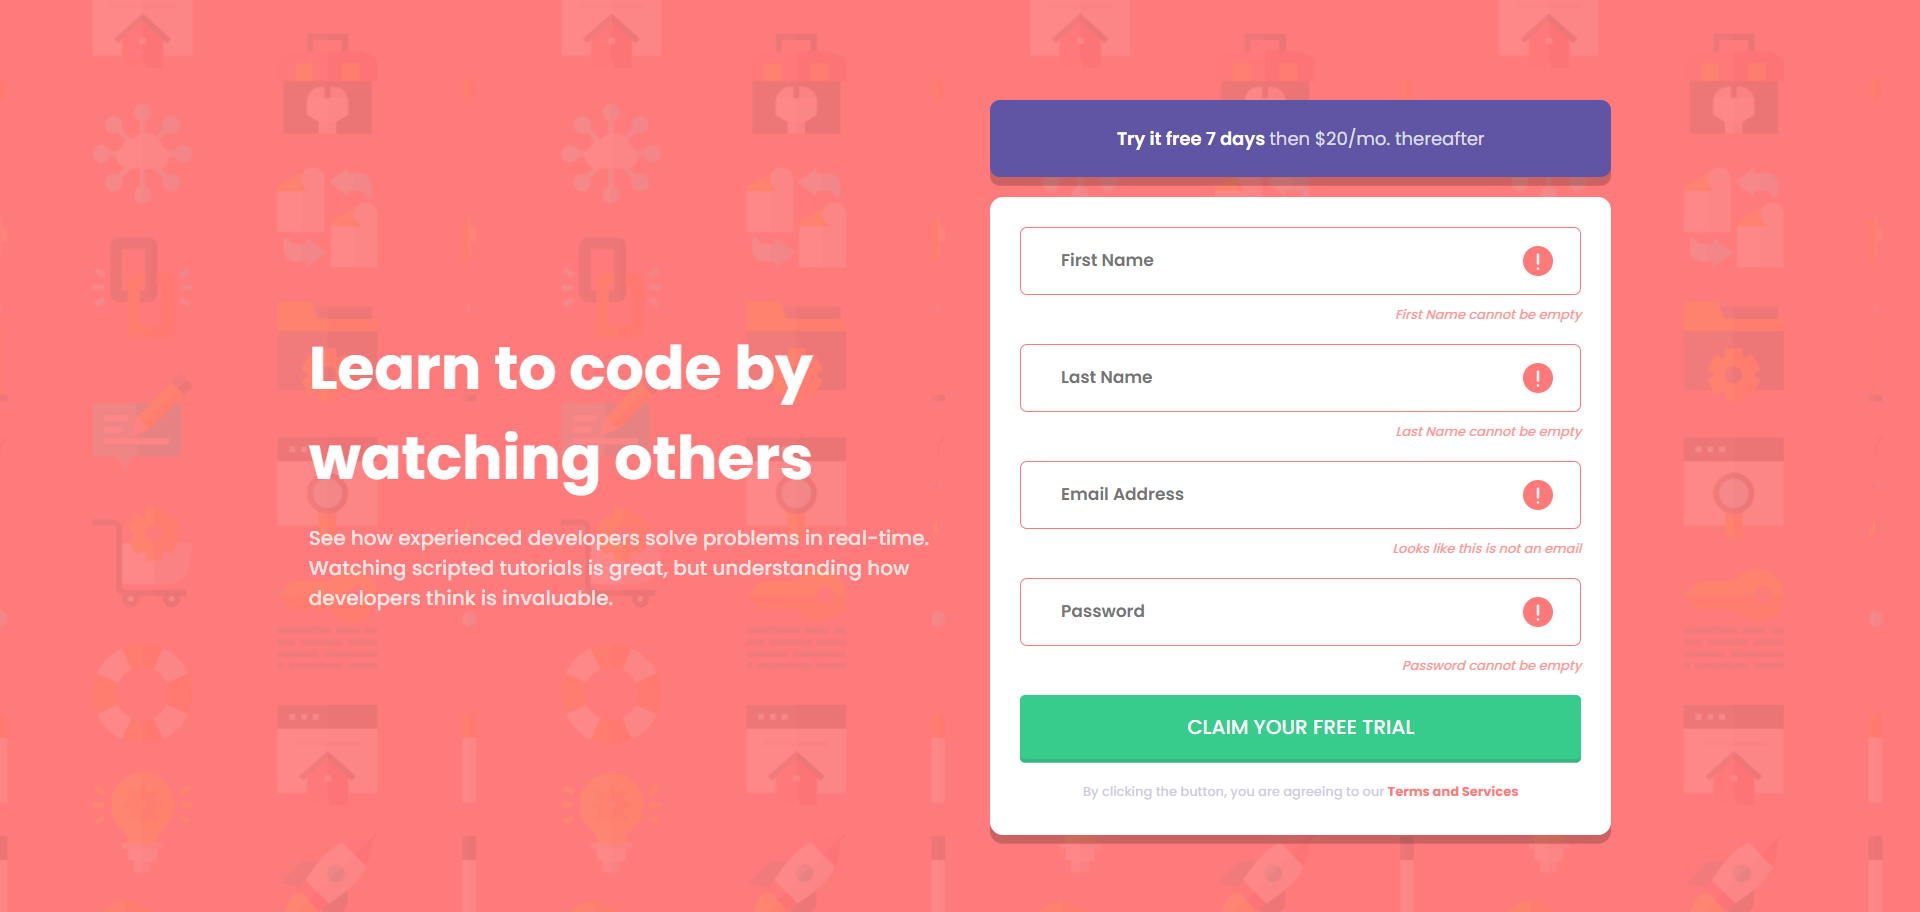 Learn to code by
watching others
See how experienced developers solve problems in real-time.
Watching scripted tutorials is great, but understanding how
developers think is invaluable.
Try it free 7 days then $20/mo. thereafter
First Name
First Name cannot be empty
Last Name
Last Name cannot be empty
Email Address
Looks like this is not an email
Password
Password cannot be empty
CLAIM YOUR FREE TRIAL
By clicking the button, you are agreeing to our Terms and Services